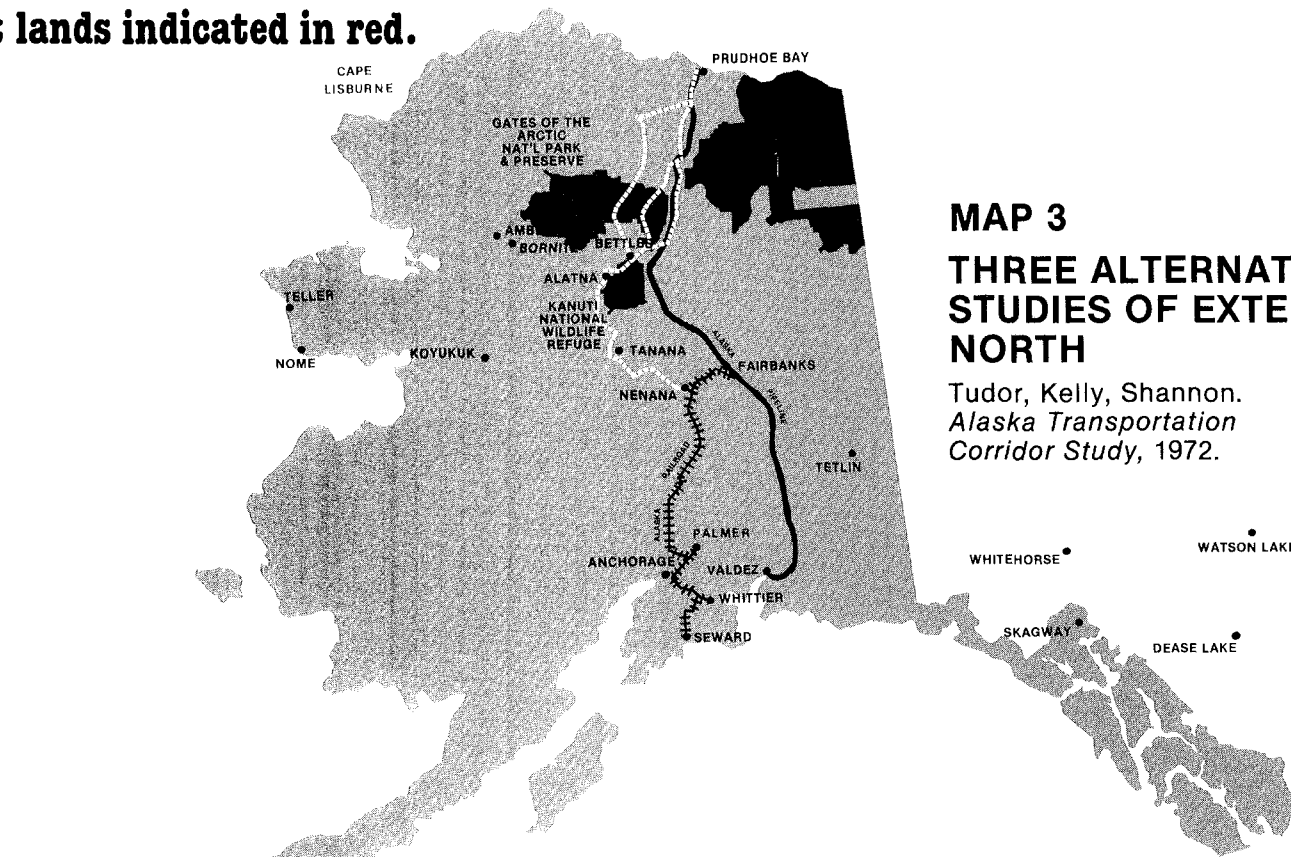 lands indicated in red.
CAPE
LISBURNE
PRUDHOE BAY
GATES OF THE
ARCTIC
NAT'L PARK
& PRESERVE
BETTLES
ALATNA
KANUTI
NATIONAL
WILDLIFE
REFUGE
TELLER
NOME
KOYUKUK
TANANA
ALASKA
PIPELINE
FAIRBANKS
NENANA
TETLIN
ALASKA
RAILROAD
PALMER
ANCHORAGE
VALDEZ
WHITTIER
SEWARD
MAP 3
THREE ALTERNAT
STUDIES OF EXTE
NORTH
Tudor, Kelly, Shannon.
Alaska Transportation
Corridor Study, 1972.
WHITEHORSE
WATSON LAK
SKAGWAY
DEASE LAKE